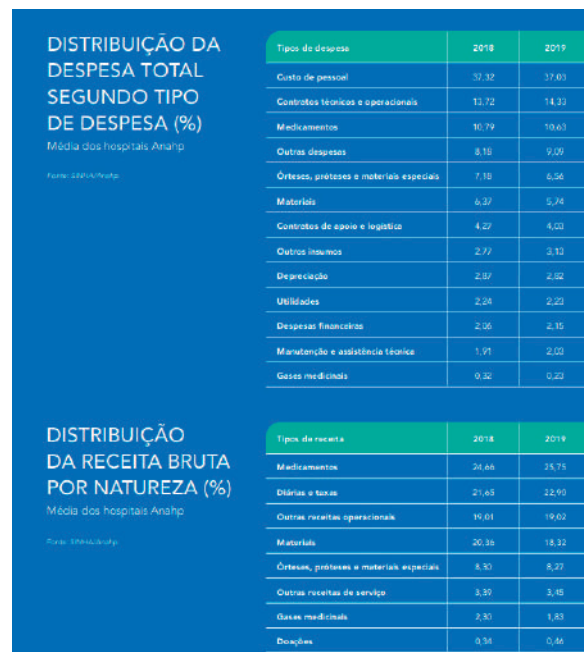 DISTRIBUIÇÃO DA
DESPESA TOTAL
SEGUNDO TIPO
DE DESPESA (%)
Média dos hospitais Anahp
Fonte: SINHA/Anahp.
Tipos de despesa 2018 2019
Custo de pessoal 37,32 37,03
Contratos técnicos e operacionais 13,72 14,33
Medicamentos 10,79 10,63
Outras despesas 8,18 9,09
Órteses, próteses e materiais especiais 7,18 6,56
Materiais 6,37 5,74
Contratos de apoio e logística 4,27 4,03
Outros insumos 2,77 3,13
Depreciação 2,87 2,82
Utilidades 2,24 2,23
Despesas financeiras 2,06 2,15
Manutenção e assistência técnica 1,91 2,03
Gases medicinais 0,32 0,23
DISTRIBUIÇÃO
DA RECEITA BRUTA
POR NATUREZA (%)
Média dos hospitais Anahp
Fonte: SINHA/Anahp.
Tipos de receita 2018 2019
Medicamentos 24,66 25,75
Diárias e taxas 21,65 22,90
Outras receitas operacionais 19,01 19,02
Materiais 20,36 18,32
Órteses, próteses e materiais especiais 8,30 8,27
Outras receitas de serviço 3,39 3,45
Gases medicinais 2,30 1,83
Doações 0,34 0,46